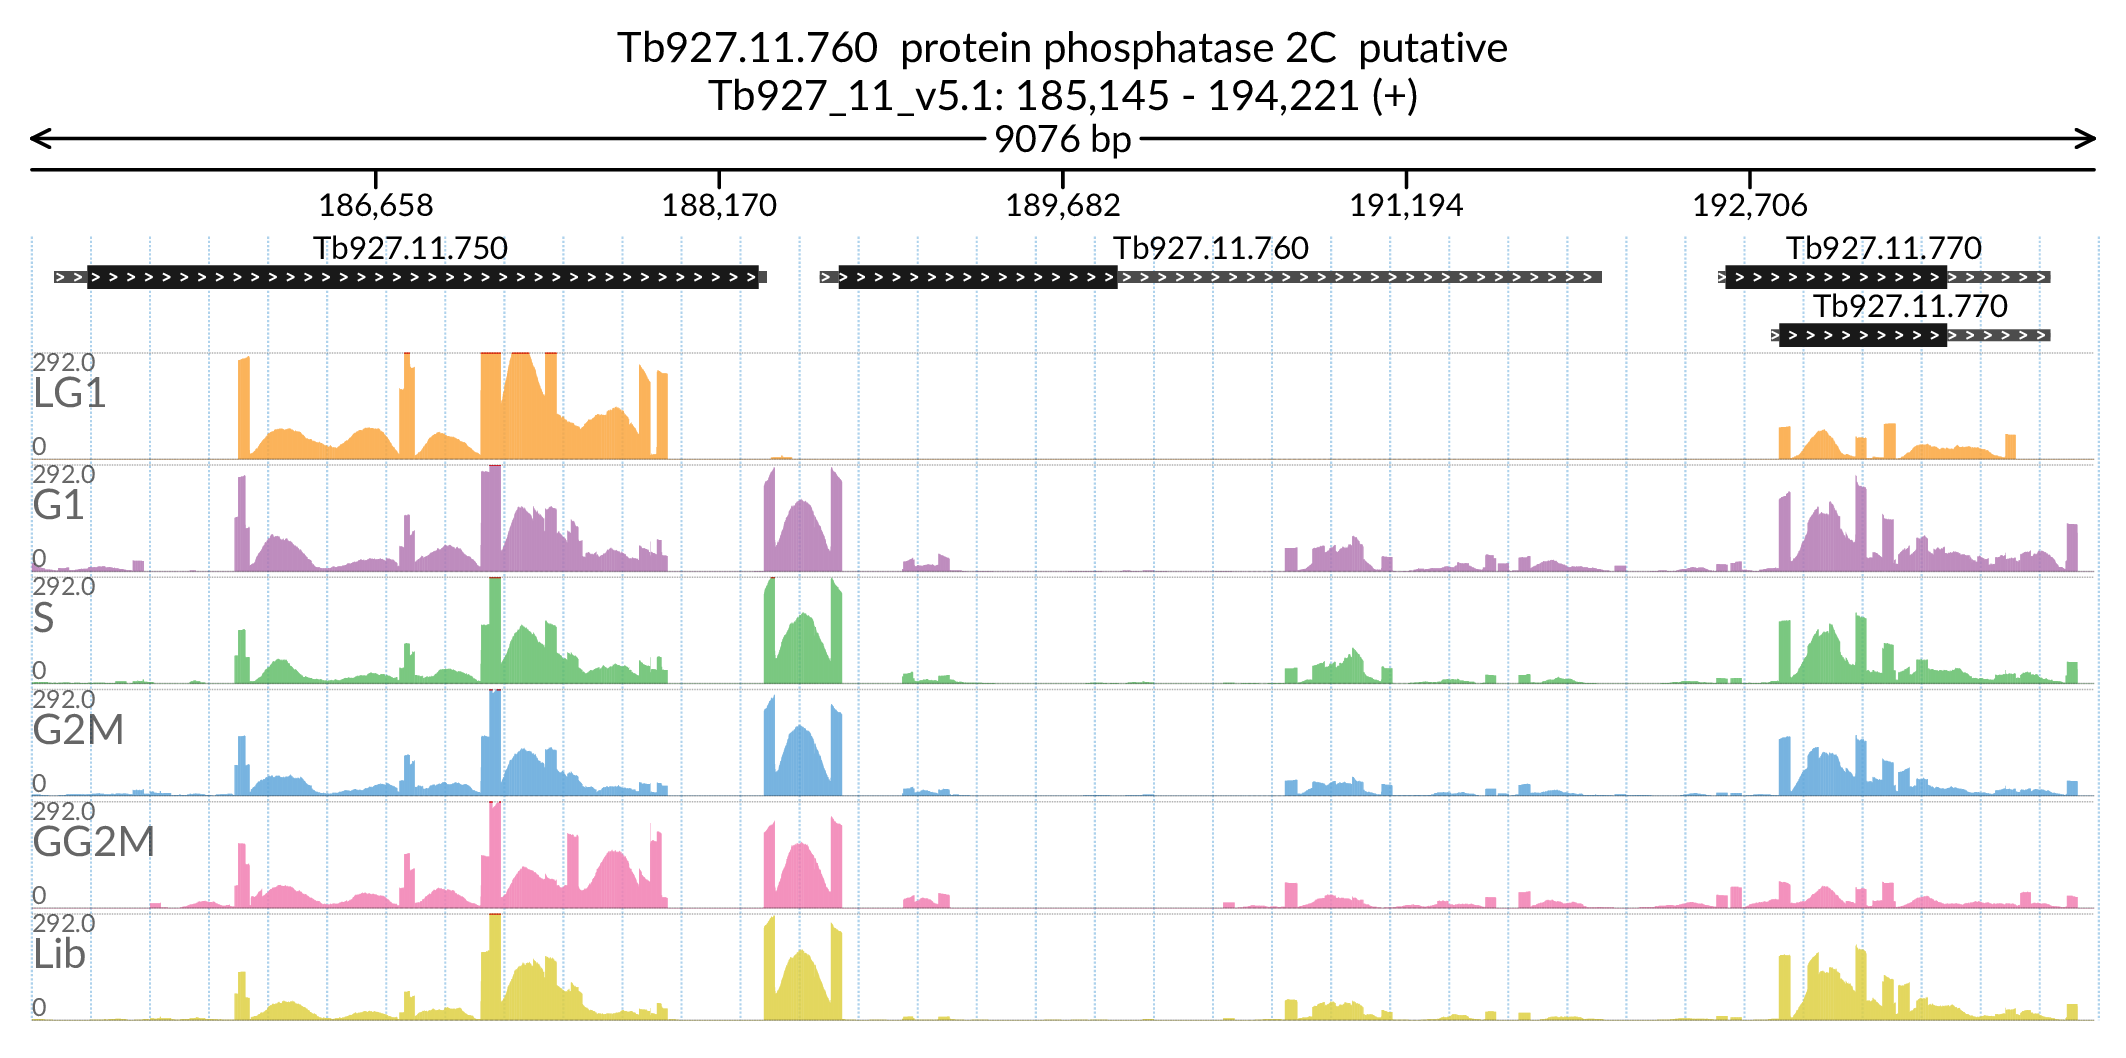 Tb927.11.760  protein phosphatase 2C  putative
Tb927_11_v5.1: 185,145 - 194,221 (+)
9076 bp
186,658 188,170 189,682 191,194 192,706
Tb927.11.750 Tb927.11.760 Tb927.11.770
Tb927.11.770
292.0
LG1
0
292.0
G1
0
292.0
S
0
292.0
G2M
0
292.0
GG2M
0
292.0
Lib
0